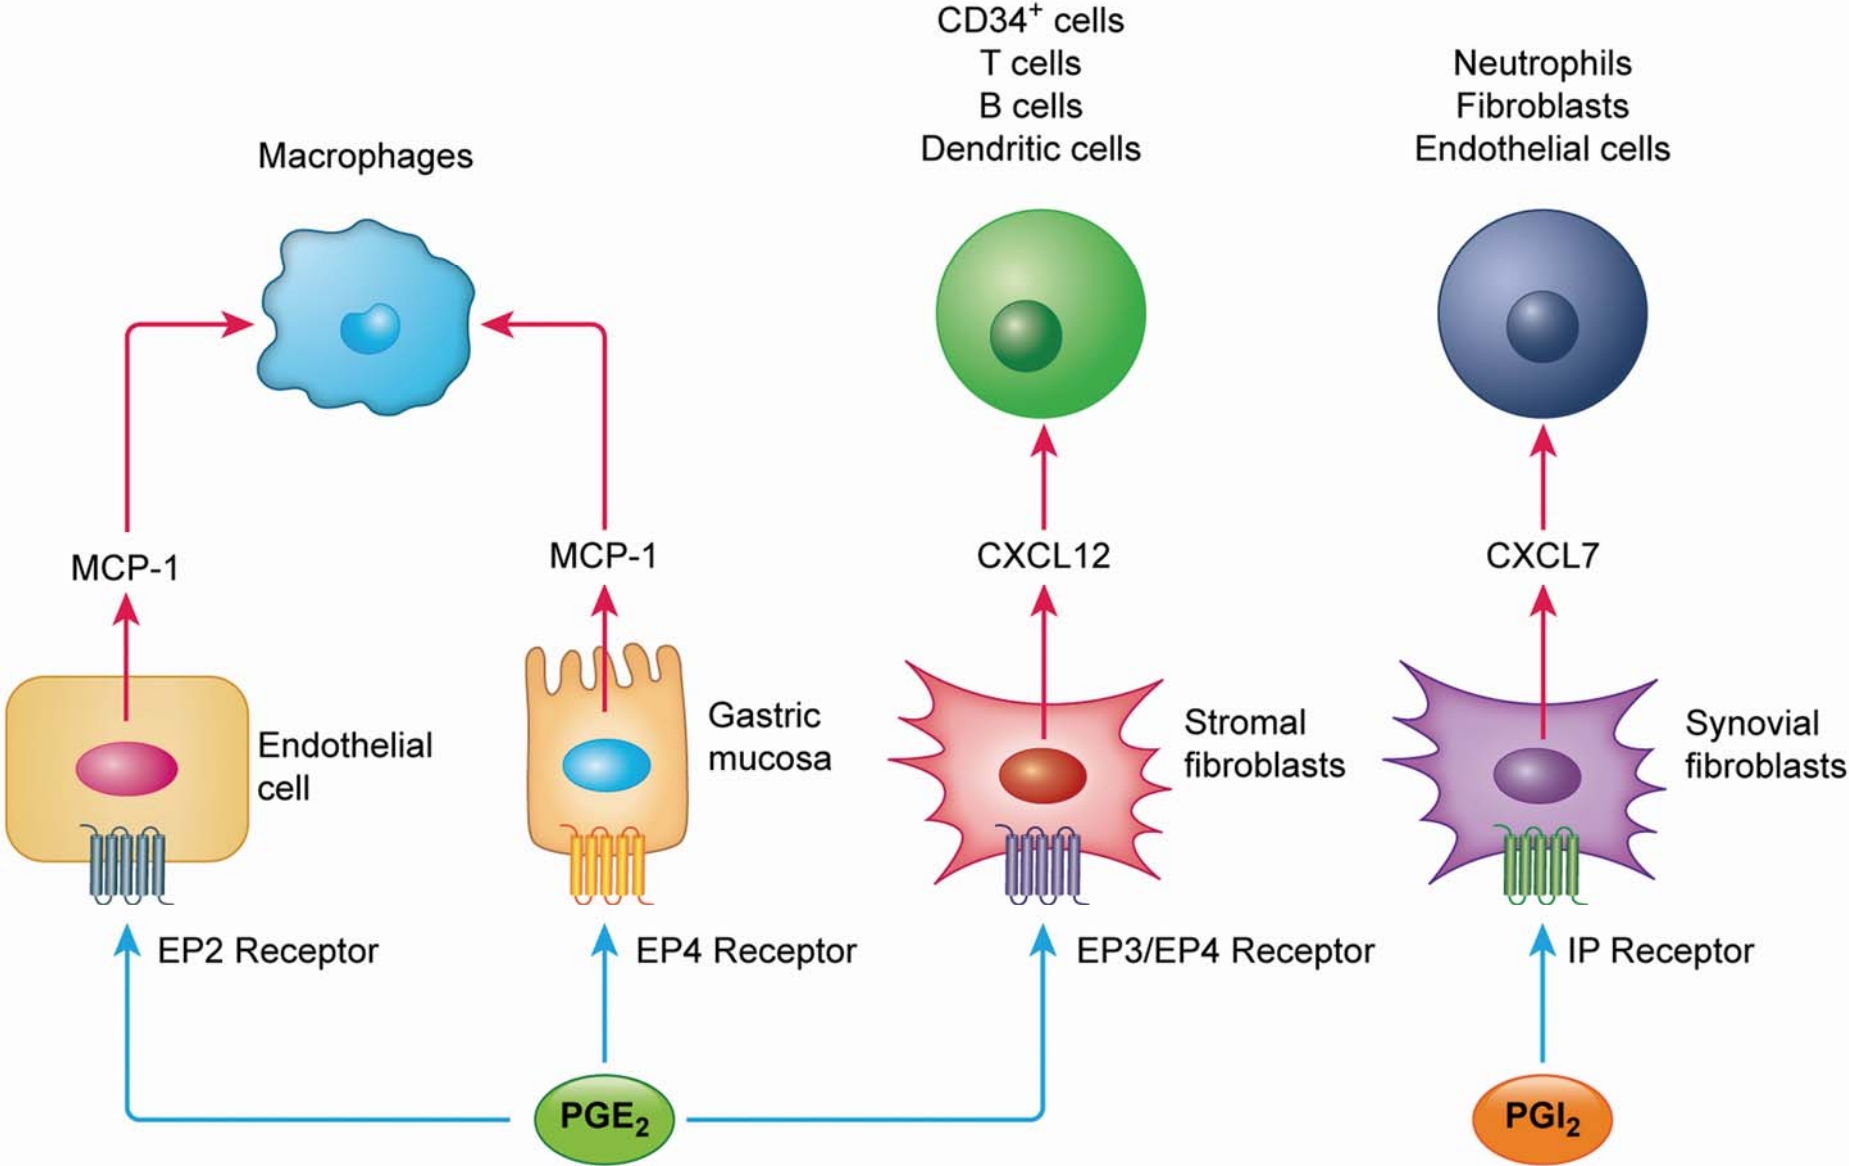 CD34⁺ cells
T cells
B cells
Dendritic cells
Neutrophils
Fibroblasts
Endothelial cells
Macrophages
MCP-1
MCP-1
CXCL12
CXCL7
Endothelial
cell
Gastric
mucosa
Stromal
fibroblasts
Synovial
fibroblasts
EP2 Receptor
EP4 Receptor
EP3/EP4 Receptor
IP Receptor
PGE₂
PGI₂